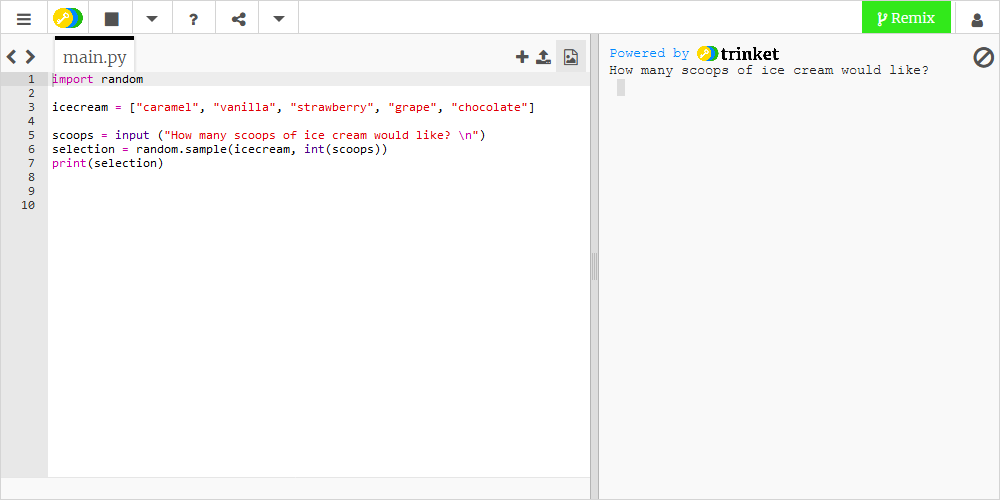 Remix
main.py
1 import random
2
3 icecream = ["caramel", "vanilla", "strawberry", "grape", "chocolate"]
4
5 scoops = input ("How many scoops of ice cream would like? \n")
6 selection = random.sample(icecream, int(scoops))
7 print(selection)
8
9
10
Powered by trinket
How many scoops of ice cream would like?